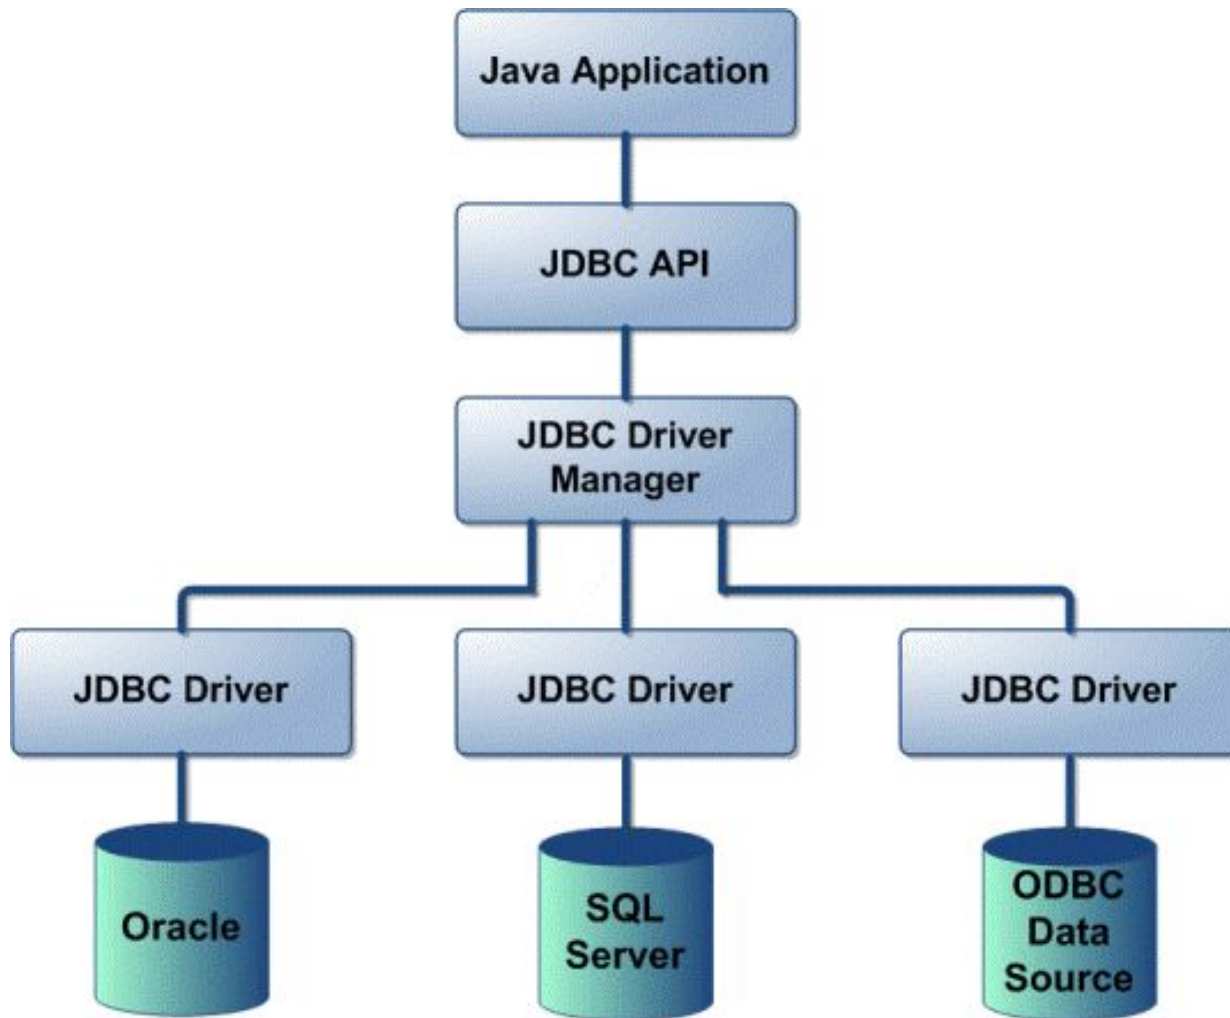 Java Application
JDBC API
JDBC Driver
Manager
JDBC Driver
JDBC Driver
JDBC Driver
Oracle
SQL
Server
ODBC
Data
Source